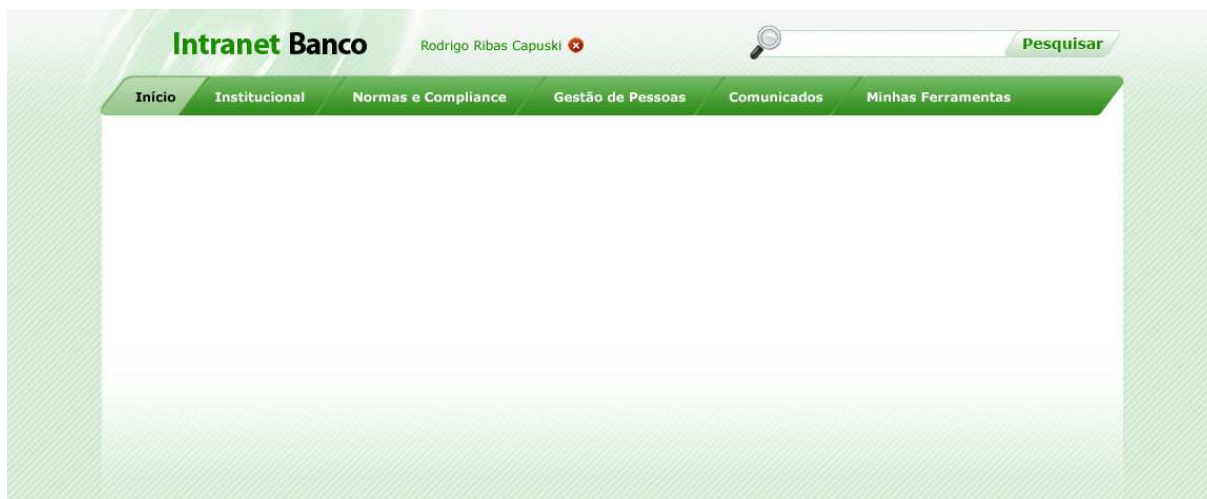 Intranet Banco Rodrigo Ribas Capuski Pesquisar
Início Institucional Normas e Compliance Gestão de Pessoas Comunicados Minhas Ferramentas